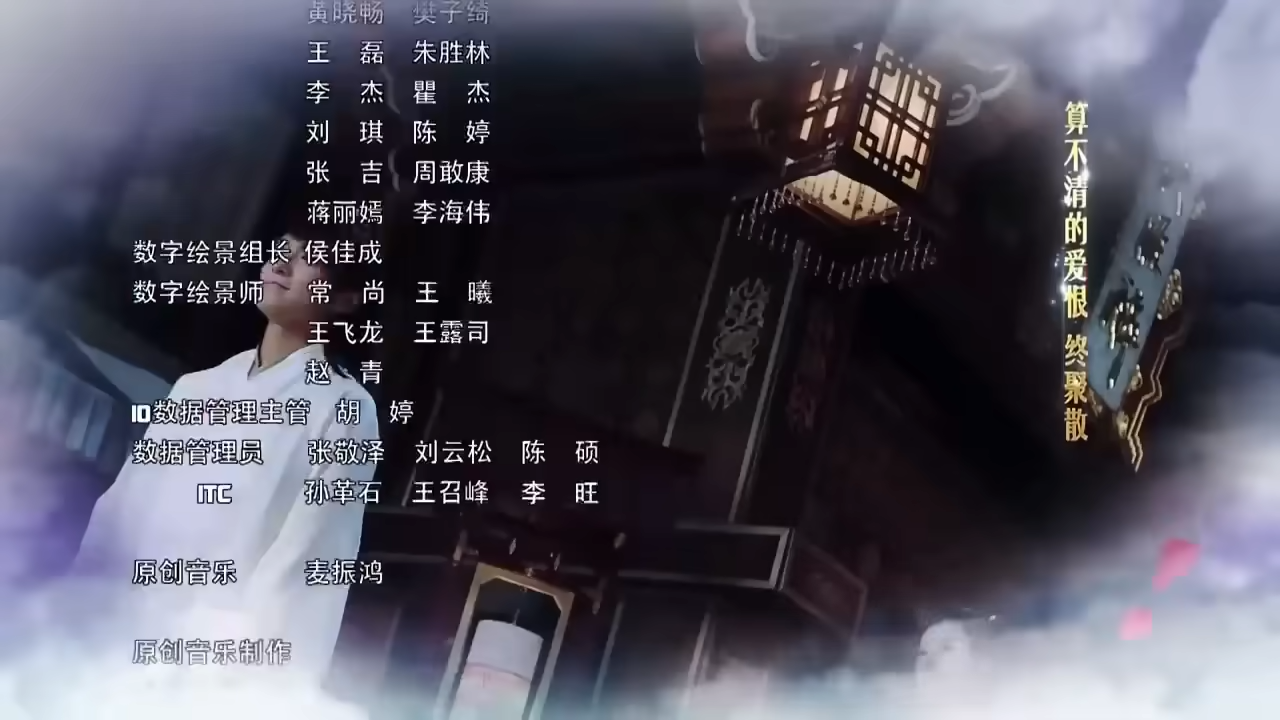 黄晓畅 樊子绮
王 磊 朱胜林
李 杰 瞿 杰
刘 琪 陈 婷
张 吉 周敢康
蒋丽嫣 李海伟
数字绘景组长 侯佳成
数字绘景师 常 尚 王 曦
王飞龙 王露司
赵 青
IO数据管理主管 胡 婷
数据管理员 张敬泽 刘云松 陈 硕
ITC 孙革石 王召峰 李 旺
原创音乐 麦振鸿
原创音乐制作
算不清的爱恨 终聚散